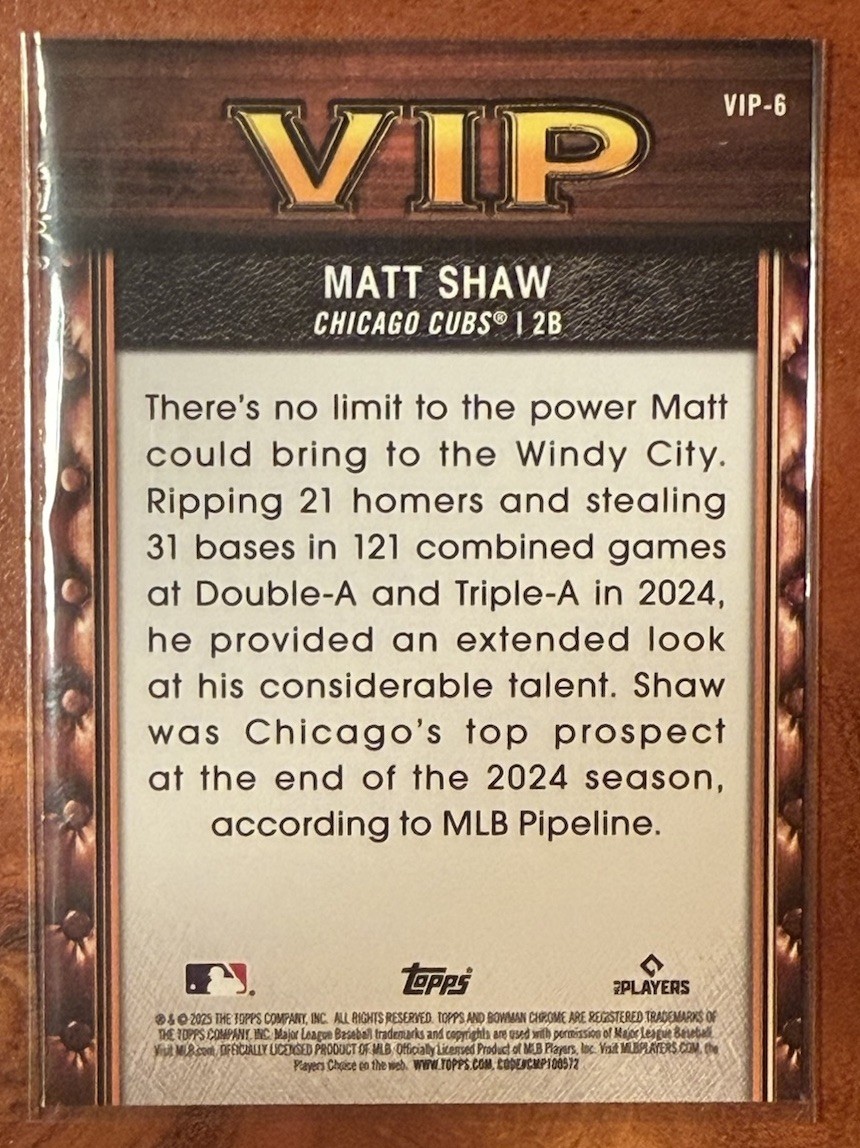 VIP-6
VIP
MATT SHAW
CHICAGO CUBS® | 2B
There's no limit to the power Matt
could bring to the Windy City.
Ripping 21 homers and stealing
31 bases in 121 combined games
at Double-A and Triple-A in 2024,
he provided an extended look
at his considerable talent. Shaw
was Chicago's top prospect
at the end of the 2024 season,
according to MLB Pipeline.
Topps
MLB PLAYERS
® & © 2025 THE TOPPS COMPANY, INC. ALL RIGHTS RESERVED. TOPPS AND BOWMAN CHROME ARE REGISTERED TRADEMARKS OF
THE TOPPS COMPANY, INC. Major League Baseball trademarks and copyrights are used with permission of Major League Baseball.
Visit MLB.com. OFFICIALLY LICENSED PRODUCT OF MLB Officially Licensed Product of MLB Players, Inc. Visit MLBPLAYERS.COM, the
Players Choice on the web. WWW.TOPPS.COM. CODE#CMP100572